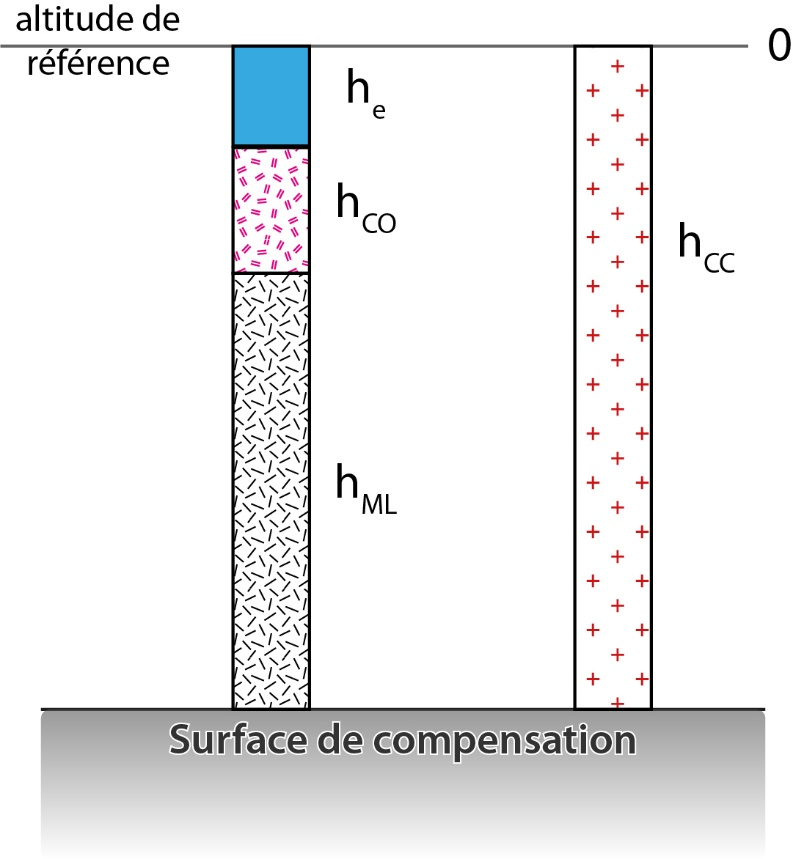 altitude de
référence
0
he
hCO
hCC
hML
Surface de compensation